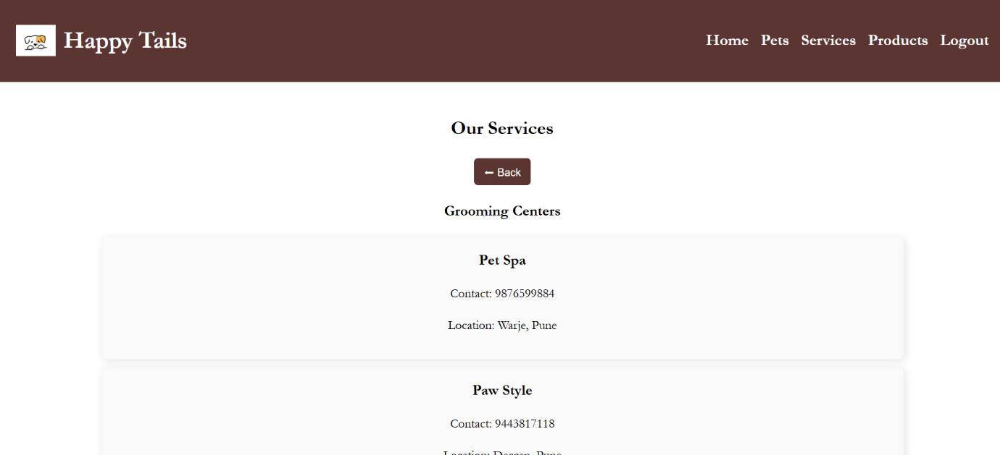 Happy Tails
Home Pets Services Products Logout
Our Services
← Back
Grooming Centers
Pet Spa
Contact: 9876599884
Location: Warje, Pune
Paw Style
Contact: 9443817118
Location: Deccan, Pune